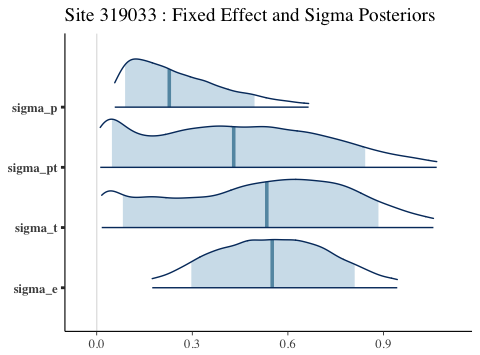 Site 319033 : Fixed Effect and Sigma Posteriors
sigma_p
sigma_pt
sigma_t
sigma_e
0.0 0.3 0.6 0.9